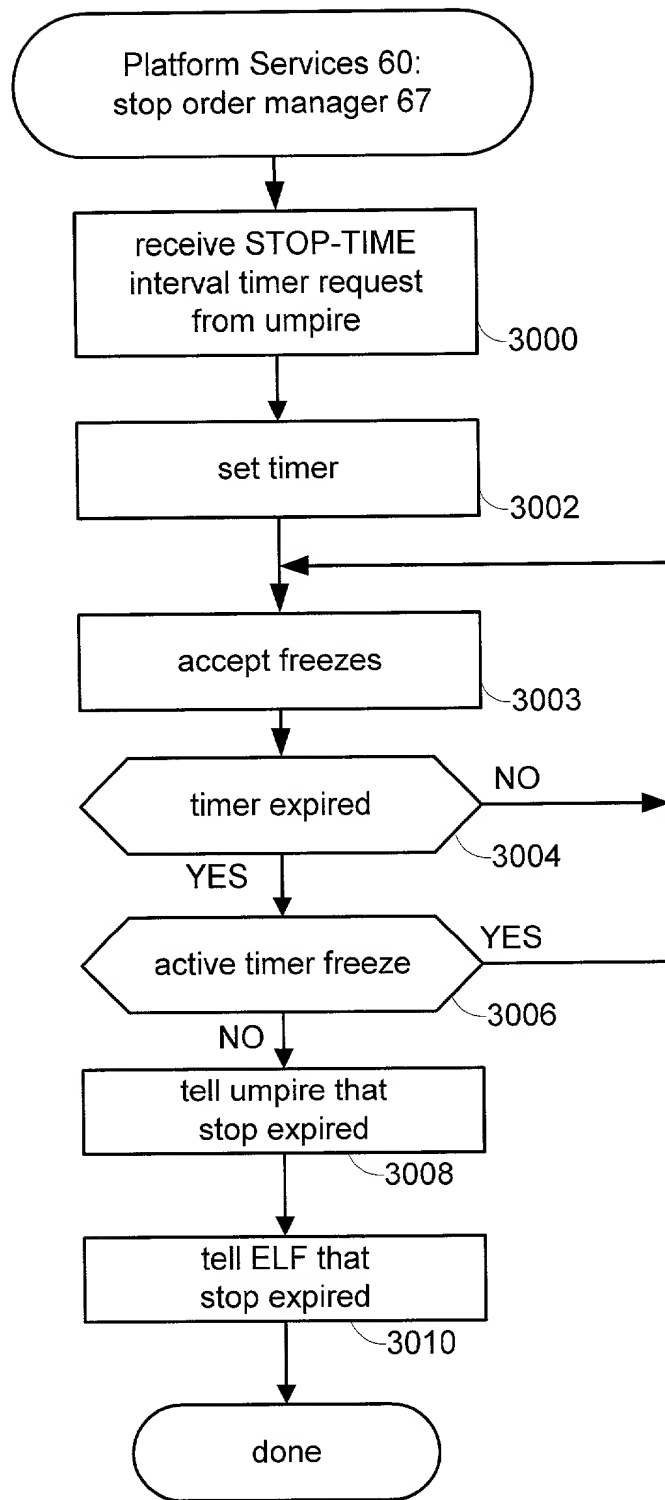 Platform Services 60:
stop order manager 67
receive STOP-TIME
interval timer request
from umpire
3000
set timer
3002
accept freezes
3003
timer expired
NO
3004
YES
active timer freeze
YES
3006
NO
tell umpire that
stop expired
3008
tell ELF that
stop expired
3010
done